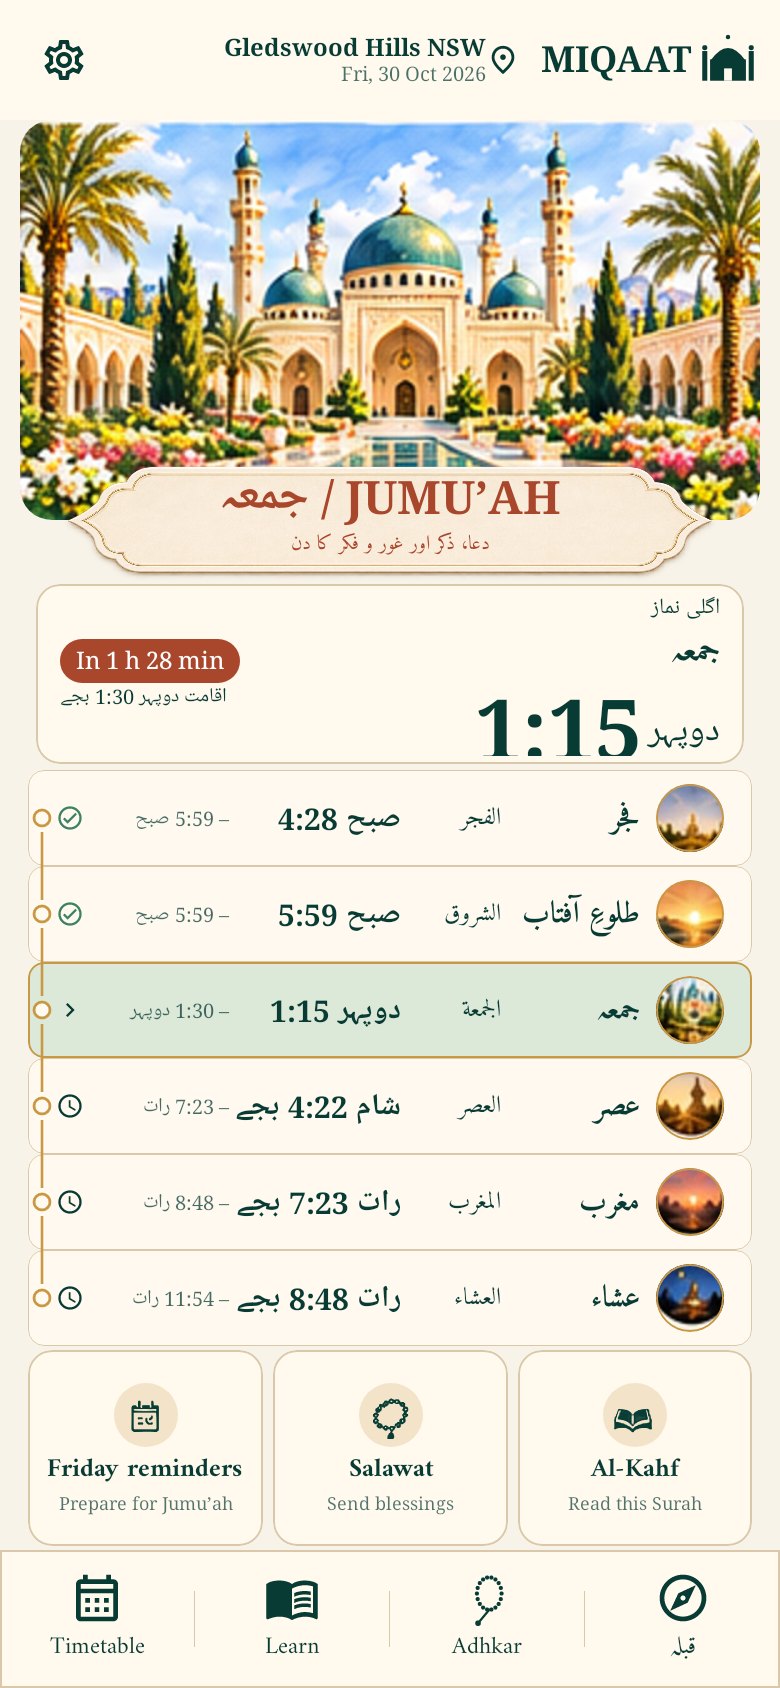 MIQAAT
Gledswood Hills NSW
Fri, 30 Oct 2026
جمعہ / JUMU’AH
دعا، ذکر اور غور و فکر کا دن
اگلی نماز
جمعہ
دوپہر 1:15
In 1 h 28 min
اقامت دوپہر 1:30 بجے
فجر الفجر صبح 4:28 – 5:59 صبح
طلوعِ آفتاب الشروق صبح 5:59 – 5:59 صبح
جمعہ الجمعة دوپہر 1:15 – 1:30 دوپہر
عصر العصر شام 4:22 بجے – 7:23 رات
مغرب المغرب رات 7:23 بجے – 8:48 رات
عشاء العشاء رات 8:48 بجے – 11:54 رات
Al-Kahf
Read this Surah
Salawat
Send blessings
Friday reminders
Prepare for Jumu’ah
قبلہ
Adhkar
Learn
Timetable